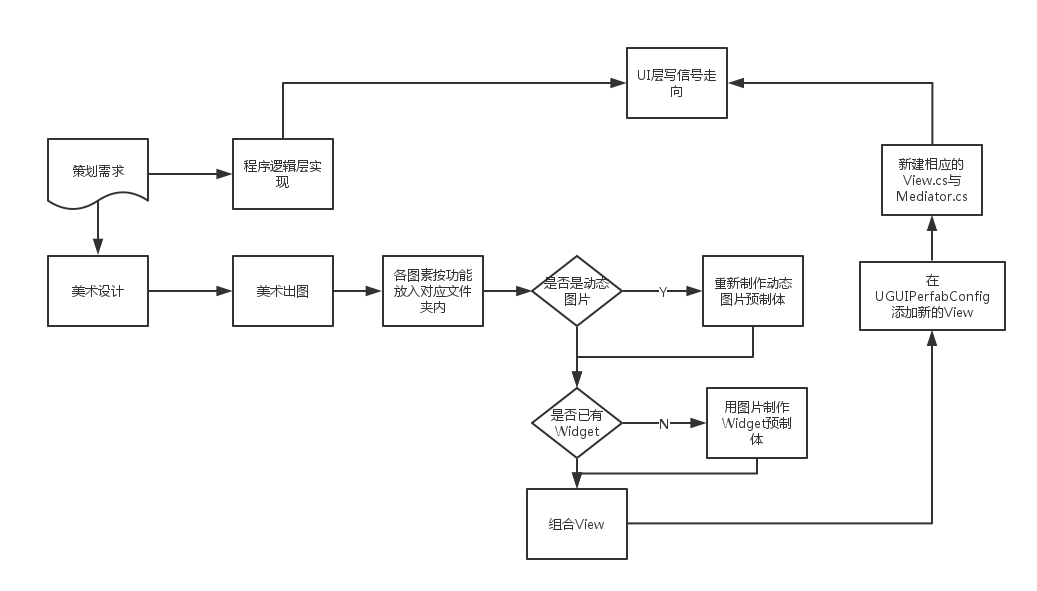 UI层写信号走
向
策划需求
程序逻辑层实
现
新建相应的
View.cs与
Mediator.cs
美术设计
美术出图
各图素按功能
放入对应文件
夹内
是否是动态
图片
Y
重新制作动态
图片预制体
在
UGUIPerfabConfig
添加新的View
是否已有
Widget
N
用图片制作
Widget预制
体
组合View